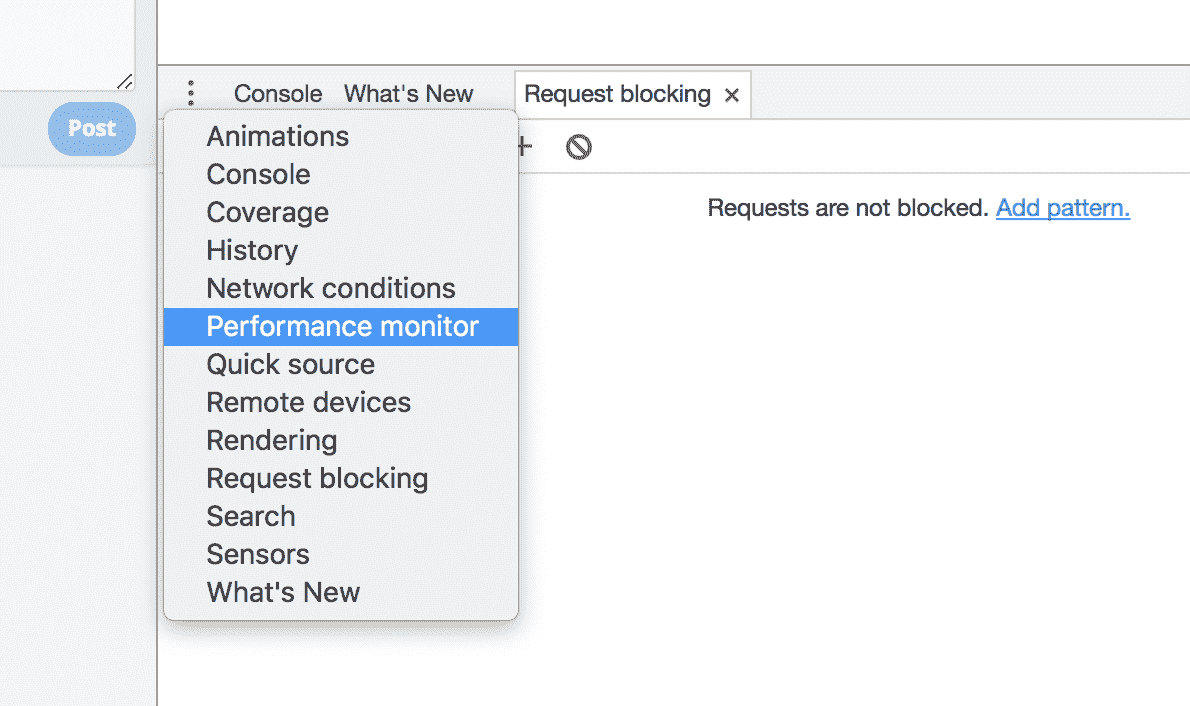 Console What's New Request blocking ×
Post
Animations
Console
Coverage
History
Network conditions
Performance monitor
Quick source
Remote devices
Rendering
Request blocking
Search
Sensors
What's New
Requests are not blocked. Add pattern.